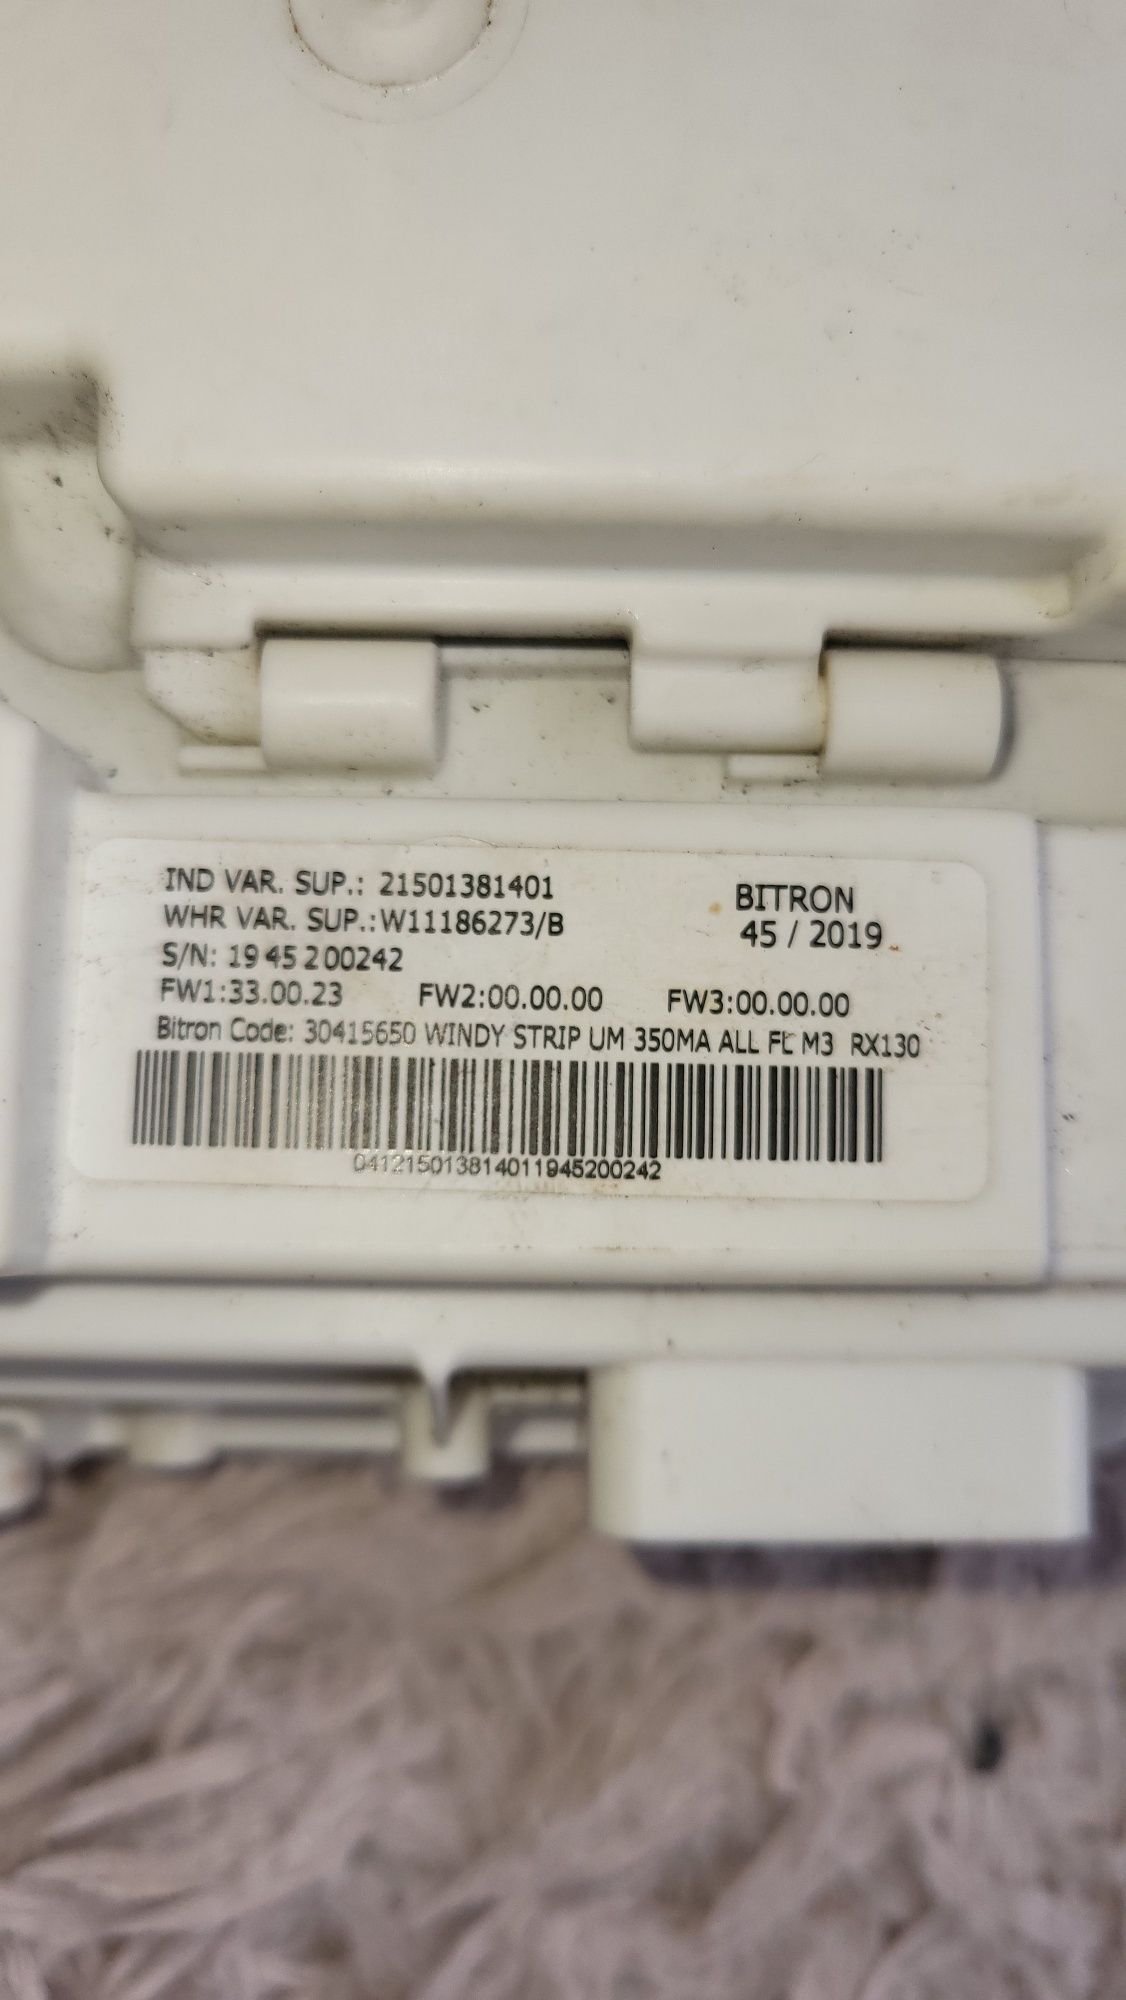 IND VAR. SUP.: 21501381401
BITRON
WHR VAR. SUP.:W11186273/B
45 / 2019
S/N: 19 45 2 00242
FW1:33.00.23 FW2:00.00.00 FW3:00.00.00
Bitron Code: 30415650 WINDY STRIP UM 350MA ALL FL M3 RX130
041215013814011945200242